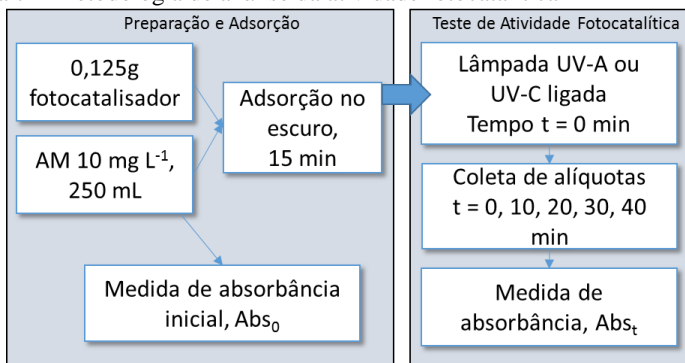 Preparação e Adsorção
0,125g
fotocatalisador
AM 10 mg L⁻¹,
250 mL
Adsorção no
escuro,
15 min
Medida de absorbância
inicial, Abs₀
Teste de Atividade Fotocatalítica
Lâmpada UV-A ou
UV-C ligada
Tempo t = 0 min
Coleta de alíquotas
t = 0, 10, 20, 30, 40
min
Medida de
absorbância, Absₜ